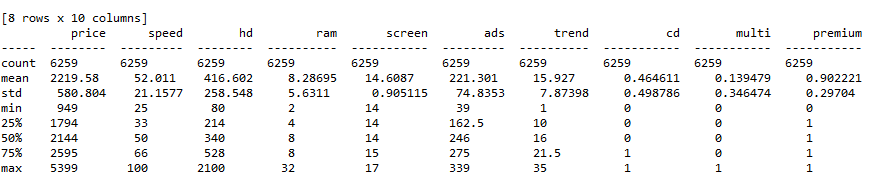 [8 rows x 10 columns]
price speed hd ram screen ads trend cd multi premium
----- ---------- --------- -------- ---------- ----------- --------- ---------- ----------- ----------- -----------
count 6259 6259 6259 6259 6259 6259 6259 6259 6259 6259
mean 2219.58 52.011 416.602 8.28695 14.6087 221.301 15.927 0.464611 0.139479 0.902221
std 580.804 21.1577 258.548 5.6311 0.905115 74.8353 7.87398 0.498786 0.346474 0.29704
min 949 25 80 2 14 39 1 0 0 0
25% 1794 33 214 4 14 162.5 10 0 0 1
50% 2144 50 340 8 14 246 16 0 0 1
75% 2595 66 528 8 15 275 21.5 1 0 1
max 5399 100 2100 32 17 339 35 1 1 1